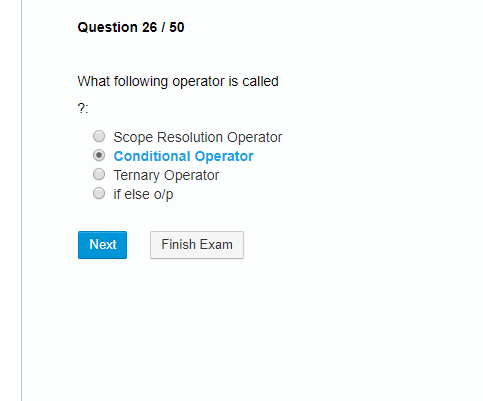 Question 26 / 50
What following operator is called
?:
Scope Resolution Operator
Conditional Operator
Ternary Operator
if else o/p
Next Finish Exam